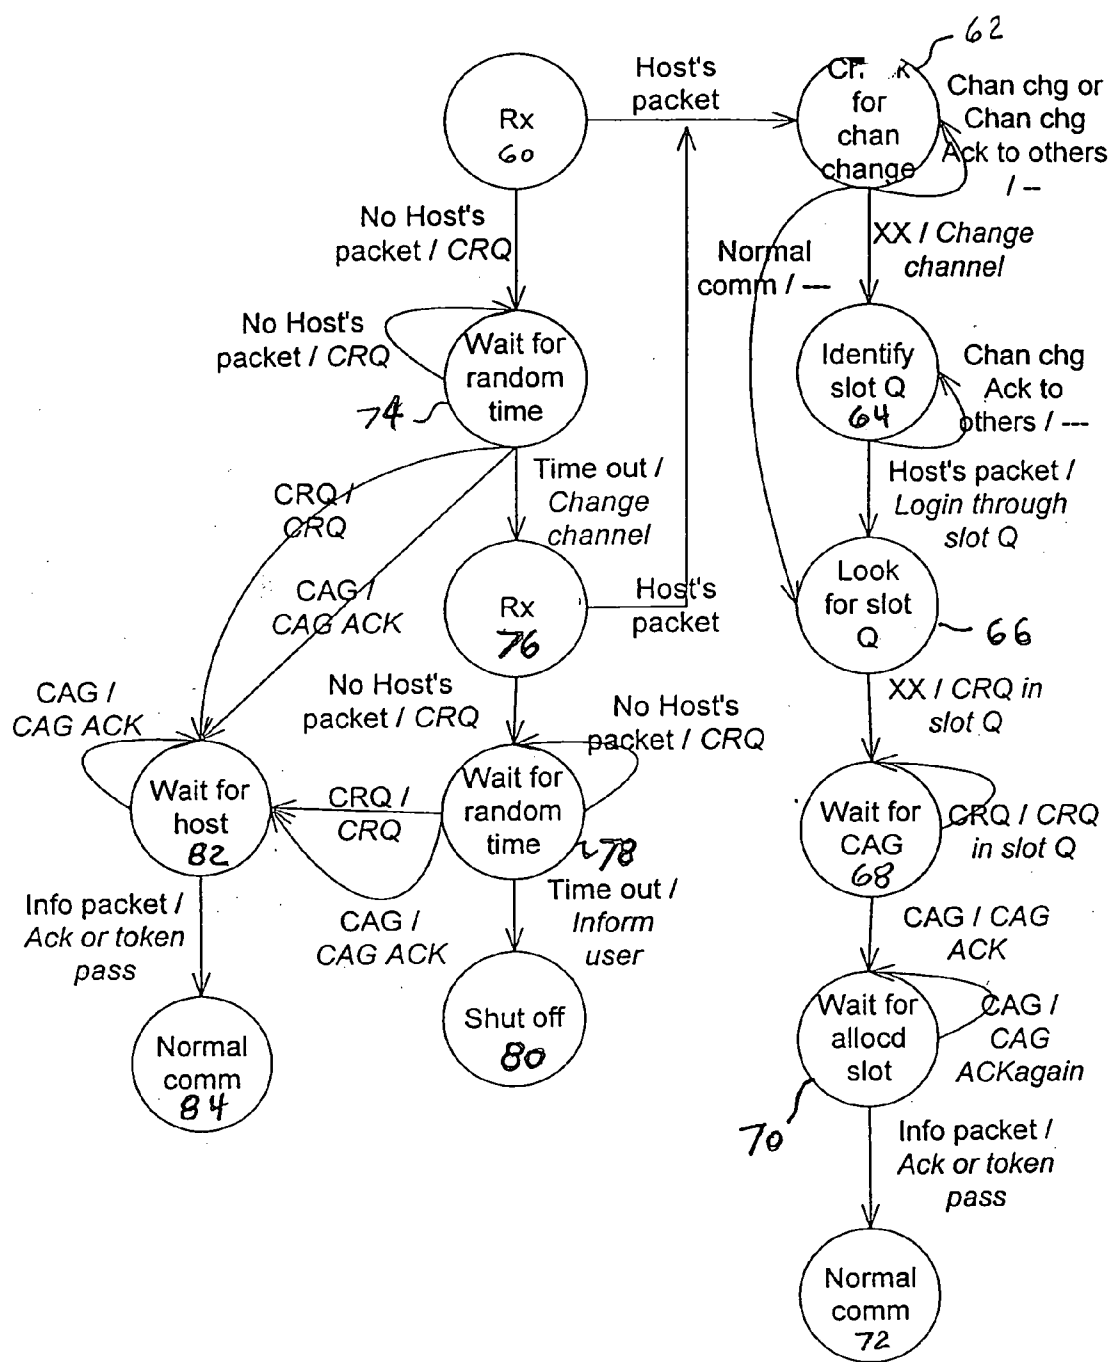 62
Host's
packet
Rx
60
for
chan
change
Chan chg or
Chan chg
Ack to others
/ --
No Host's
packet / CRQ
Normal
comm / ---
XX / Change
channel
No Host's
packet / CRQ
Wait for
random
time
74
Identify
slot Q
64
Chan chg
Ack to
others / ---
CRQ /
CRQ
Time out /
Change
channel
Host's packet /
Login through
slot Q
CAG /
CAG ACK
Rx
76
Host's
packet
Look
for slot
Q
66
CAG /
CAG ACK
No Host's
packet / CRQ
No Host's
packet / CRQ
XX / CRQ in
slot Q
Wait for
host
82
CRQ /
CRQ
Wait for
random
time
78
Wait for
CAG
68
CRQ / CRQ
in slot Q
Info packet /
Ack or token
pass
CAG /
CAG ACK
Time out /
Inform
user
CAG / CAG
ACK
Normal
comm
84
Shut off
80
Wait for
allocd
slot
70
CAG /
CAG
ACKagain
Info packet /
Ack or token
pass
Normal
comm
72